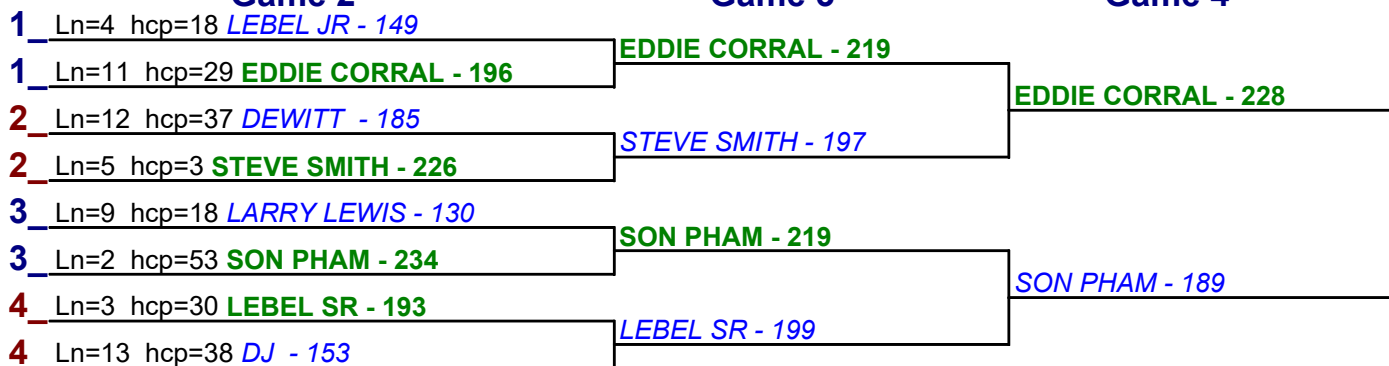 Game 2 Game 3 Game 4
1_ Ln=4 hcp=18 LEBEL JR - 149
EDDIE CORRAL - 219
1_ Ln=11 hcp=29 EDDIE CORRAL - 196
EDDIE CORRAL - 228
2_ Ln=12 hcp=37 DEWITT - 185
STEVE SMITH - 197
2_ Ln=5 hcp=3 STEVE SMITH - 226
3_ Ln=9 hcp=18 LARRY LEWIS - 130
SON PHAM - 219
3_ Ln=2 hcp=53 SON PHAM - 234
SON PHAM - 189
4_ Ln=3 hcp=30 LEBEL SR - 193
LEBEL SR - 199
4 Ln=13 hcp=38 DJ - 153